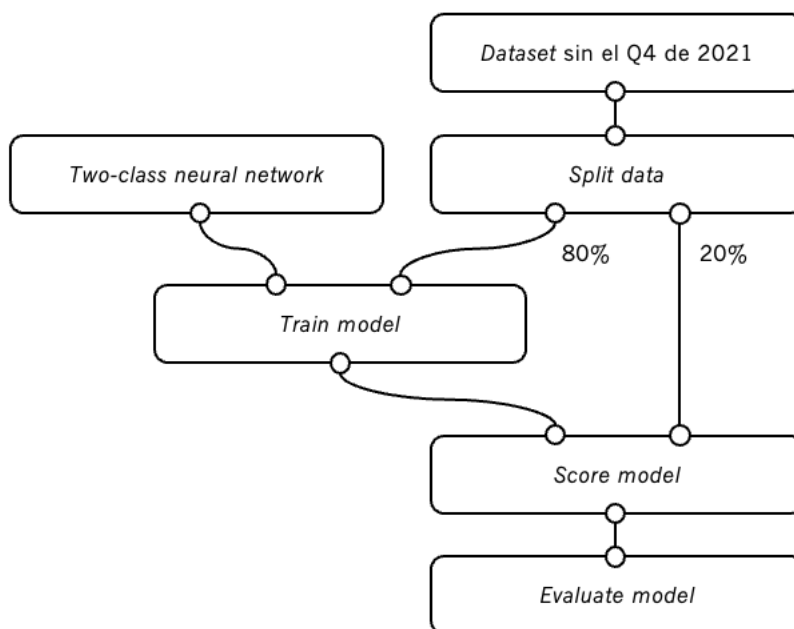 Dataset sin el Q4 de 2021
Two-class neural network
Split data
80%
20%
Train model
Score model
Evaluate model